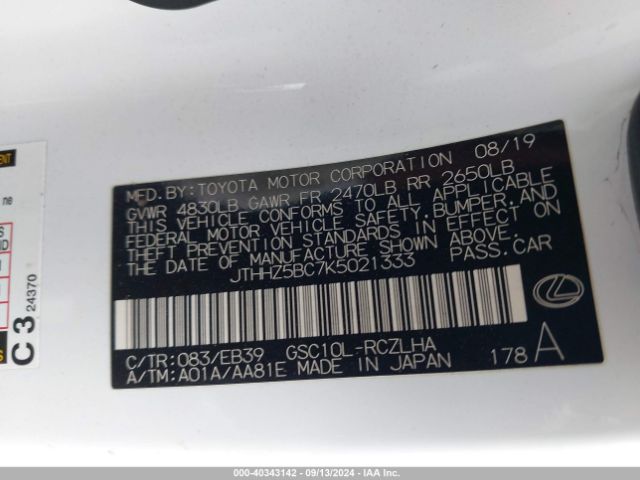 MFD. BY: TOYOTA MOTOR CORPORATION 08/19
GVWR 4830LB GAWR FR 2470LB RR 2650LB
THIS VEHICLE CONFORMS TO ALL APPLICABLE
FEDERAL MOTOR VEHICLE SAFETY, BUMPER, AND
THEFT PREVENTION STANDARDS IN EFFECT ON
THE DATE OF MANUFACTURE SHOWN ABOVE.
JTHHZ5BC7K5021333 PASS. CAR
C/TR: 083/EB39 GSC10L-RCZLHA
A/TM: A01A/AA81E MADE IN JAPAN 178 A
ne
C 3 24370
000-40343142 - 09/13/2024 - IAAI.COM